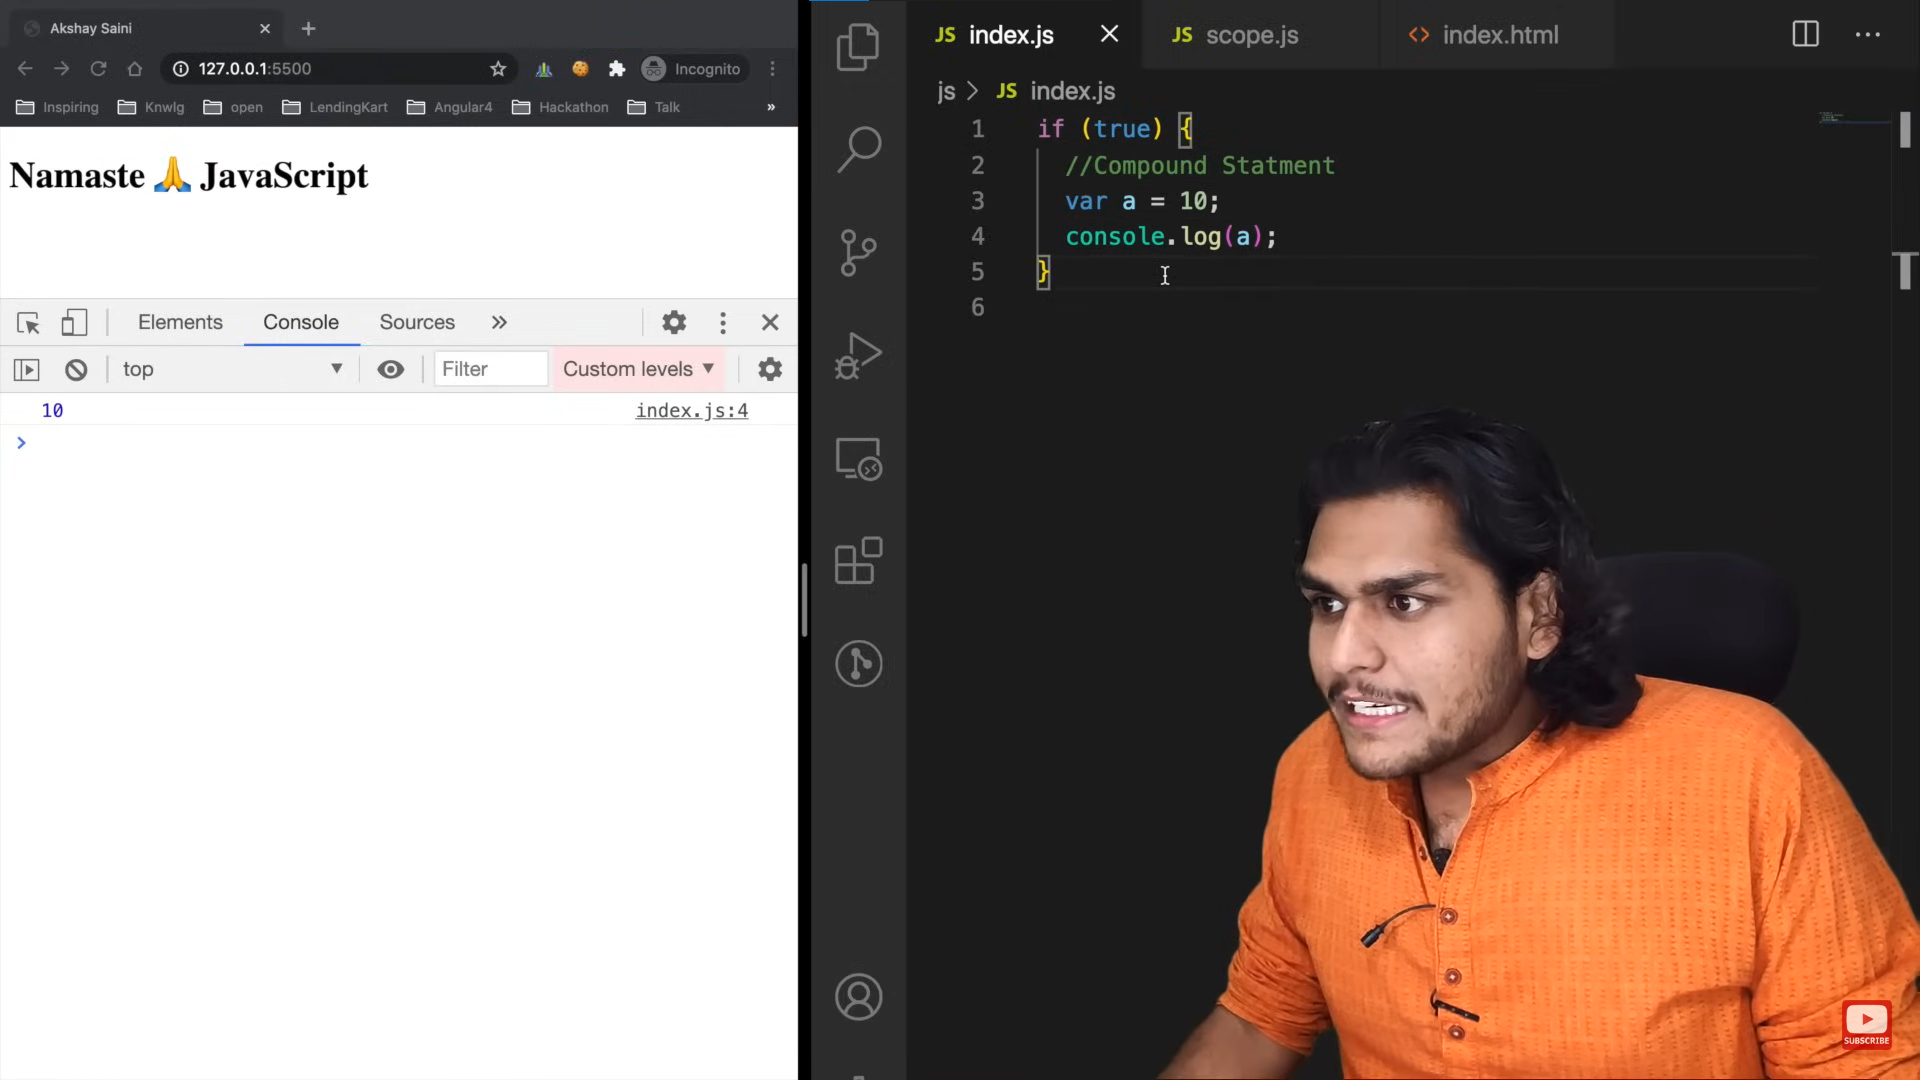 Akshay Saini
127.0.0.1:5500
Incognito
Inspiring Knwlg open LendingKart Angular4 Hackathon Talk »
Namaste 🙏 JavaScript
Elements Console Sources »
top Filter Custom levels ▼
10 index.js:4
>
JS index.js scope.js index.html
js > JS index.js
1 if (true) {
2 //Compound Statment
3 var a = 10;
4 console.log(a);
5 }
6
SUBSCRIBE